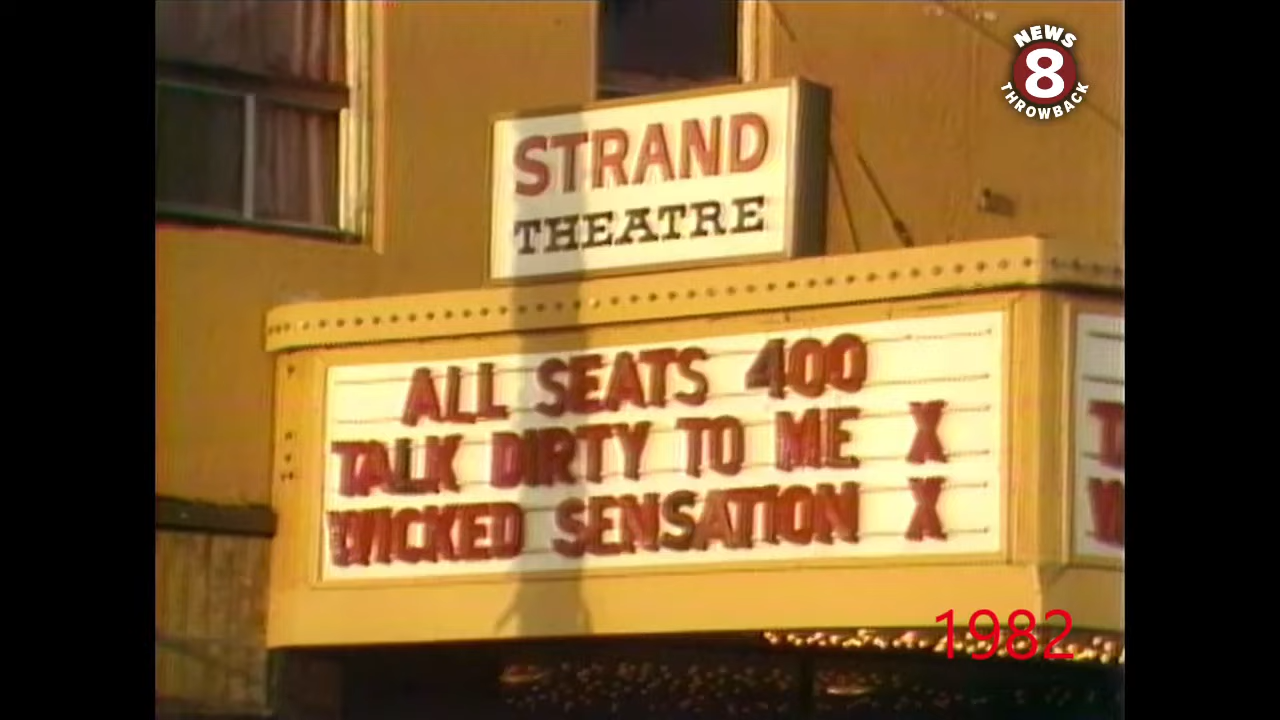 NEWS
8
THROWBACK
STRAND
THEATRE
ALL SEATS 400
TALK DIRTY TO ME X
WICKED SENSATION X
T
W
1982